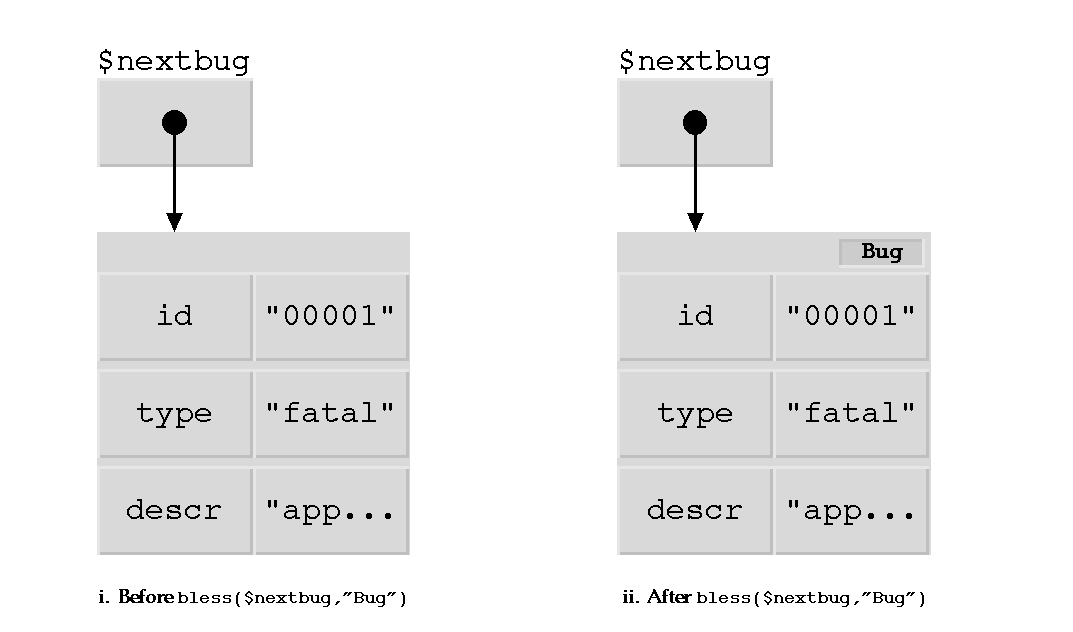 $nextbug
id "00001"
type "fatal"
descr "app...
i. Before bless($nextbug,"Bug")
$nextbug
Bug
id "00001"
type "fatal"
descr "app...
ii. After bless($nextbug,"Bug")